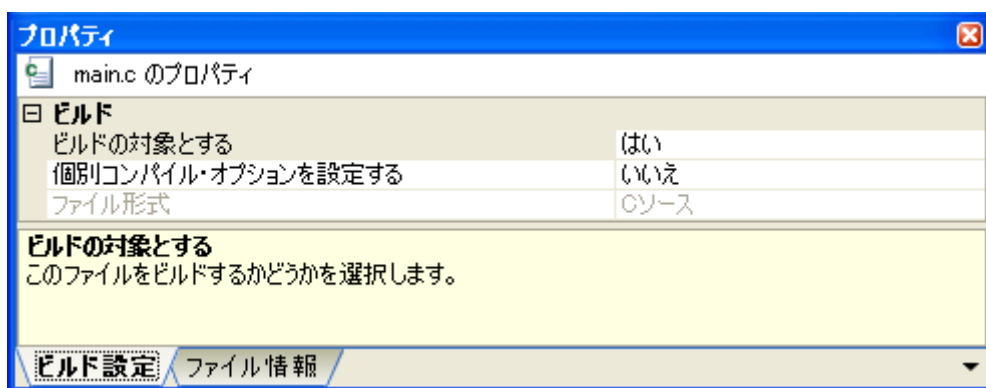 プロパティ
main.c のプロパティ
ビルド
ビルドの対象とする はい
個別コンパイル・オプションを設定する いいえ
ファイル形式 Cソース
ビルドの対象とする
このファイルをビルドするかどうかを選択します。
ビルド設定 ファイル情報